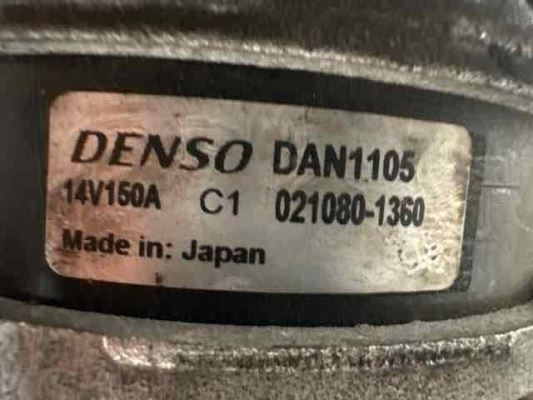 DENSO DAN1105
14V150A C1 021080-1360
Made in: Japan